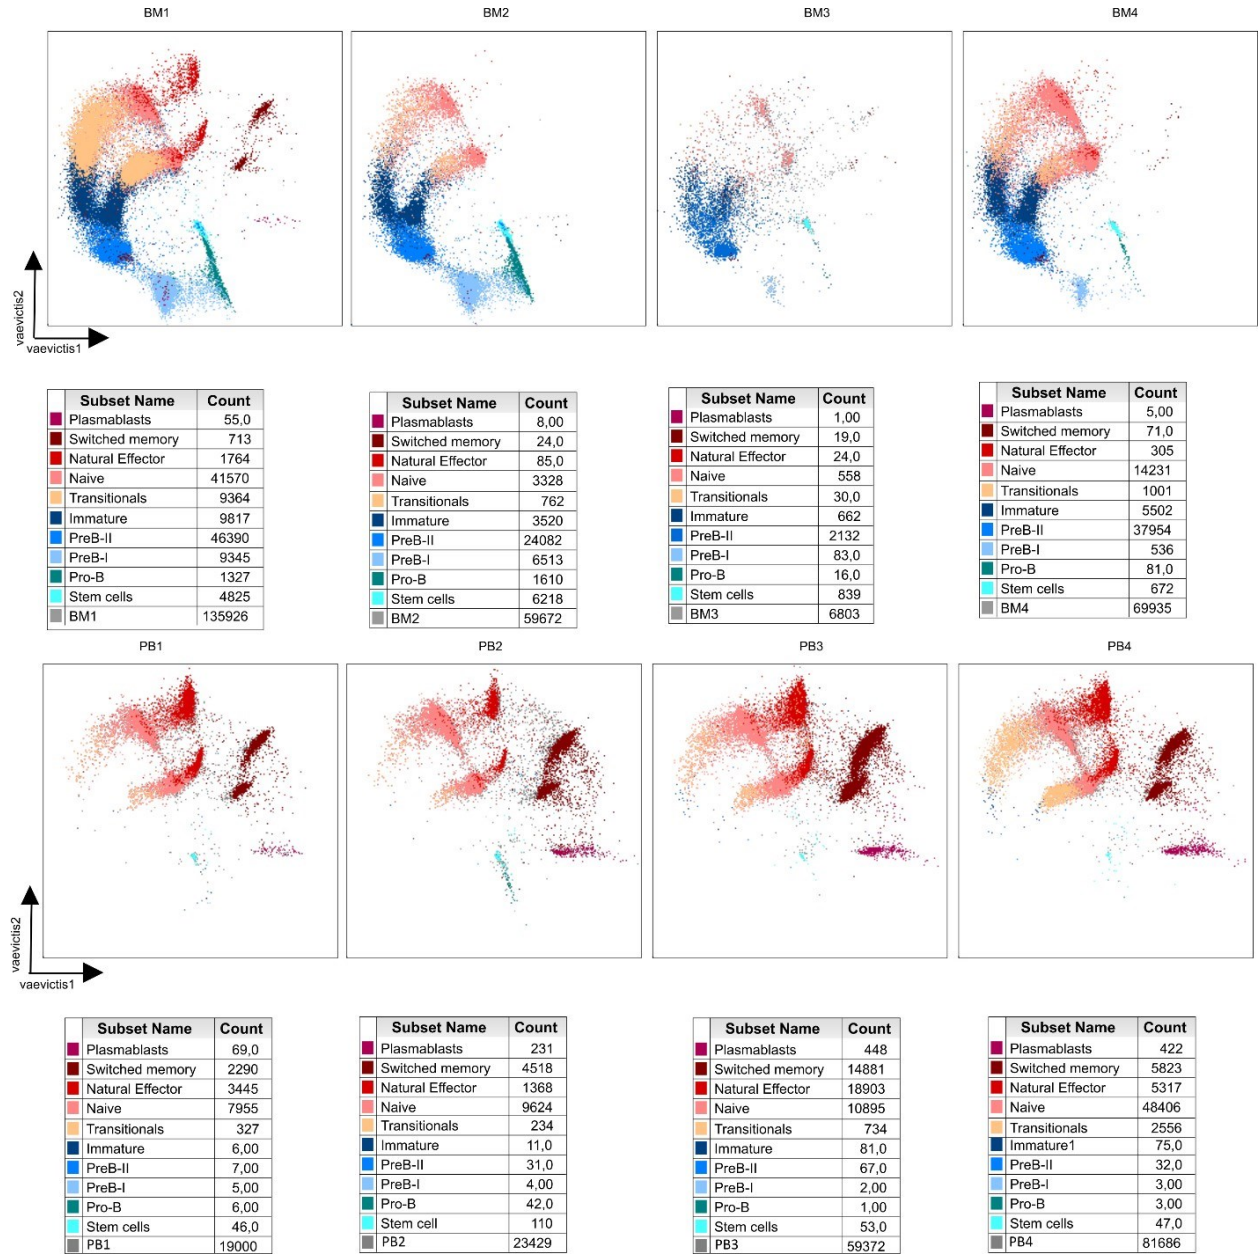 BM1 BM2 BM3 BM4
vaevictis2
vaevictis1
Subset Name Count
Plasmablasts 55,0
Switched memory 713
Natural Effector 1764
Naive 41570
Transitionals 9364
Immature 9817
PreB-II 46390
PreB-I 9345
Pro-B 1327
Stem cells 4825
BM1 135926
Subset Name Count
Plasmablasts 8,00
Switched memory 24,0
Natural Effector 85,0
Naive 3328
Transitionals 762
Immature 3520
PreB-II 24082
PreB-I 6513
Pro-B 1610
Stem cells 6218
BM2 59672
Subset Name Count
Plasmablasts 1,00
Switched memory 19,0
Natural Effector 24,0
Naive 558
Transitionals 30,0
Immature 662
PreB-II 2132
PreB-I 83,0
Pro-B 16,0
Stem cells 839
BM3 6803
Subset Name Count
Plasmablasts 5,00
Switched memory 71,0
Natural Effector 305
Naive 14231
Transitionals 1001
Immature 5502
PreB-II 37954
PreB-I 536
Pro-B 81,0
Stem cells 672
BM4 69935
PB1 PB2 PB3 PB4
vaevictis2
vaevictis1
Subset Name Count
Plasmablasts 69,0
Switched memory 2290
Natural Effector 3445
Naive 7955
Transitionals 327
Immature 6,00
PreB-II 7,00
PreB-I 5,00
Pro-B 6,00
Stem cells 46,0
PB1 19000
Subset Name Count
Plasmablasts 231
Switched memory 4518
Natural Effector 1368
Naive 9624
Transitionals 234
Immature 11,0
PreB-II 31,0
PreB-I 4,00
Pro-B 42,0
Stem cell 110
PB2 23429
Subset Name Count
Plasmablasts 448
Switched memory 14881
Natural Effector 18903
Naive 10895
Transitionals 734
Immature 81,0
PreB-II 67,0
PreB-I 2,00
Pro-B 1,00
Stem cells 53,0
PB3 59372
Subset Name Count
Plasmablasts 422
Switched memory 5823
Natural Effector 5317
Naive 48406
Transitionals 2556
Immature1 75,0
PreB-II 32,0
PreB-I 3,00
Pro-B 3,00
Stem cells 47,0
PB4 81686